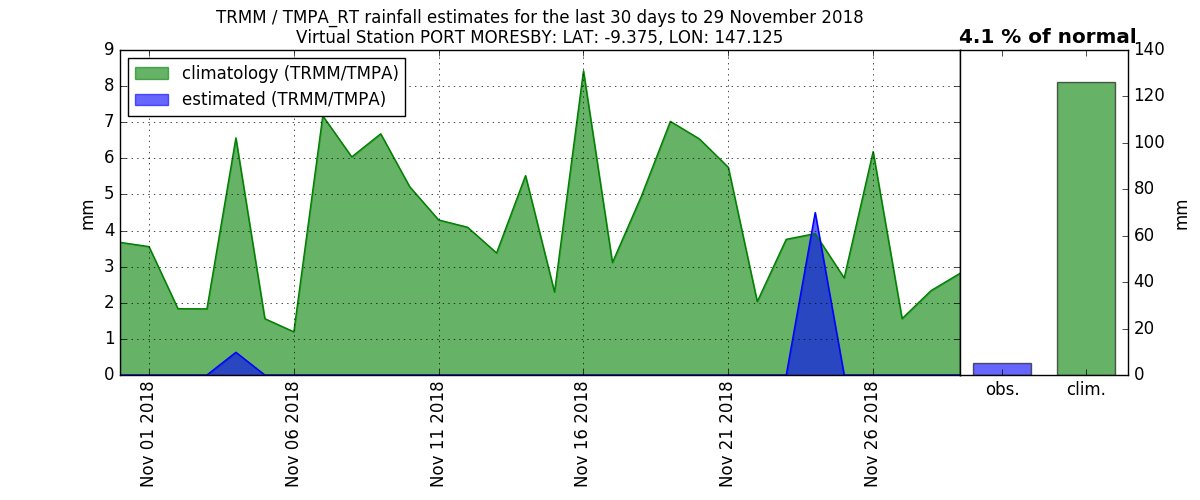 TRMM / TMPA_RT rainfall estimates for the last 30 days to 29 November 2018
Virtual Station PORT MORESBY: LAT: -9.375, LON: 147.125
4.1 % of normal
climatology (TRMM/TMPA)
estimated (TRMM/TMPA)
9
8
7
6
5
4
3
2
1
0
mm
Nov 01 2018
Nov 06 2018
Nov 11 2018
Nov 16 2018
Nov 21 2018
Nov 26 2018
obs.
clim.
140
120
100
80
60
40
20
0
mm